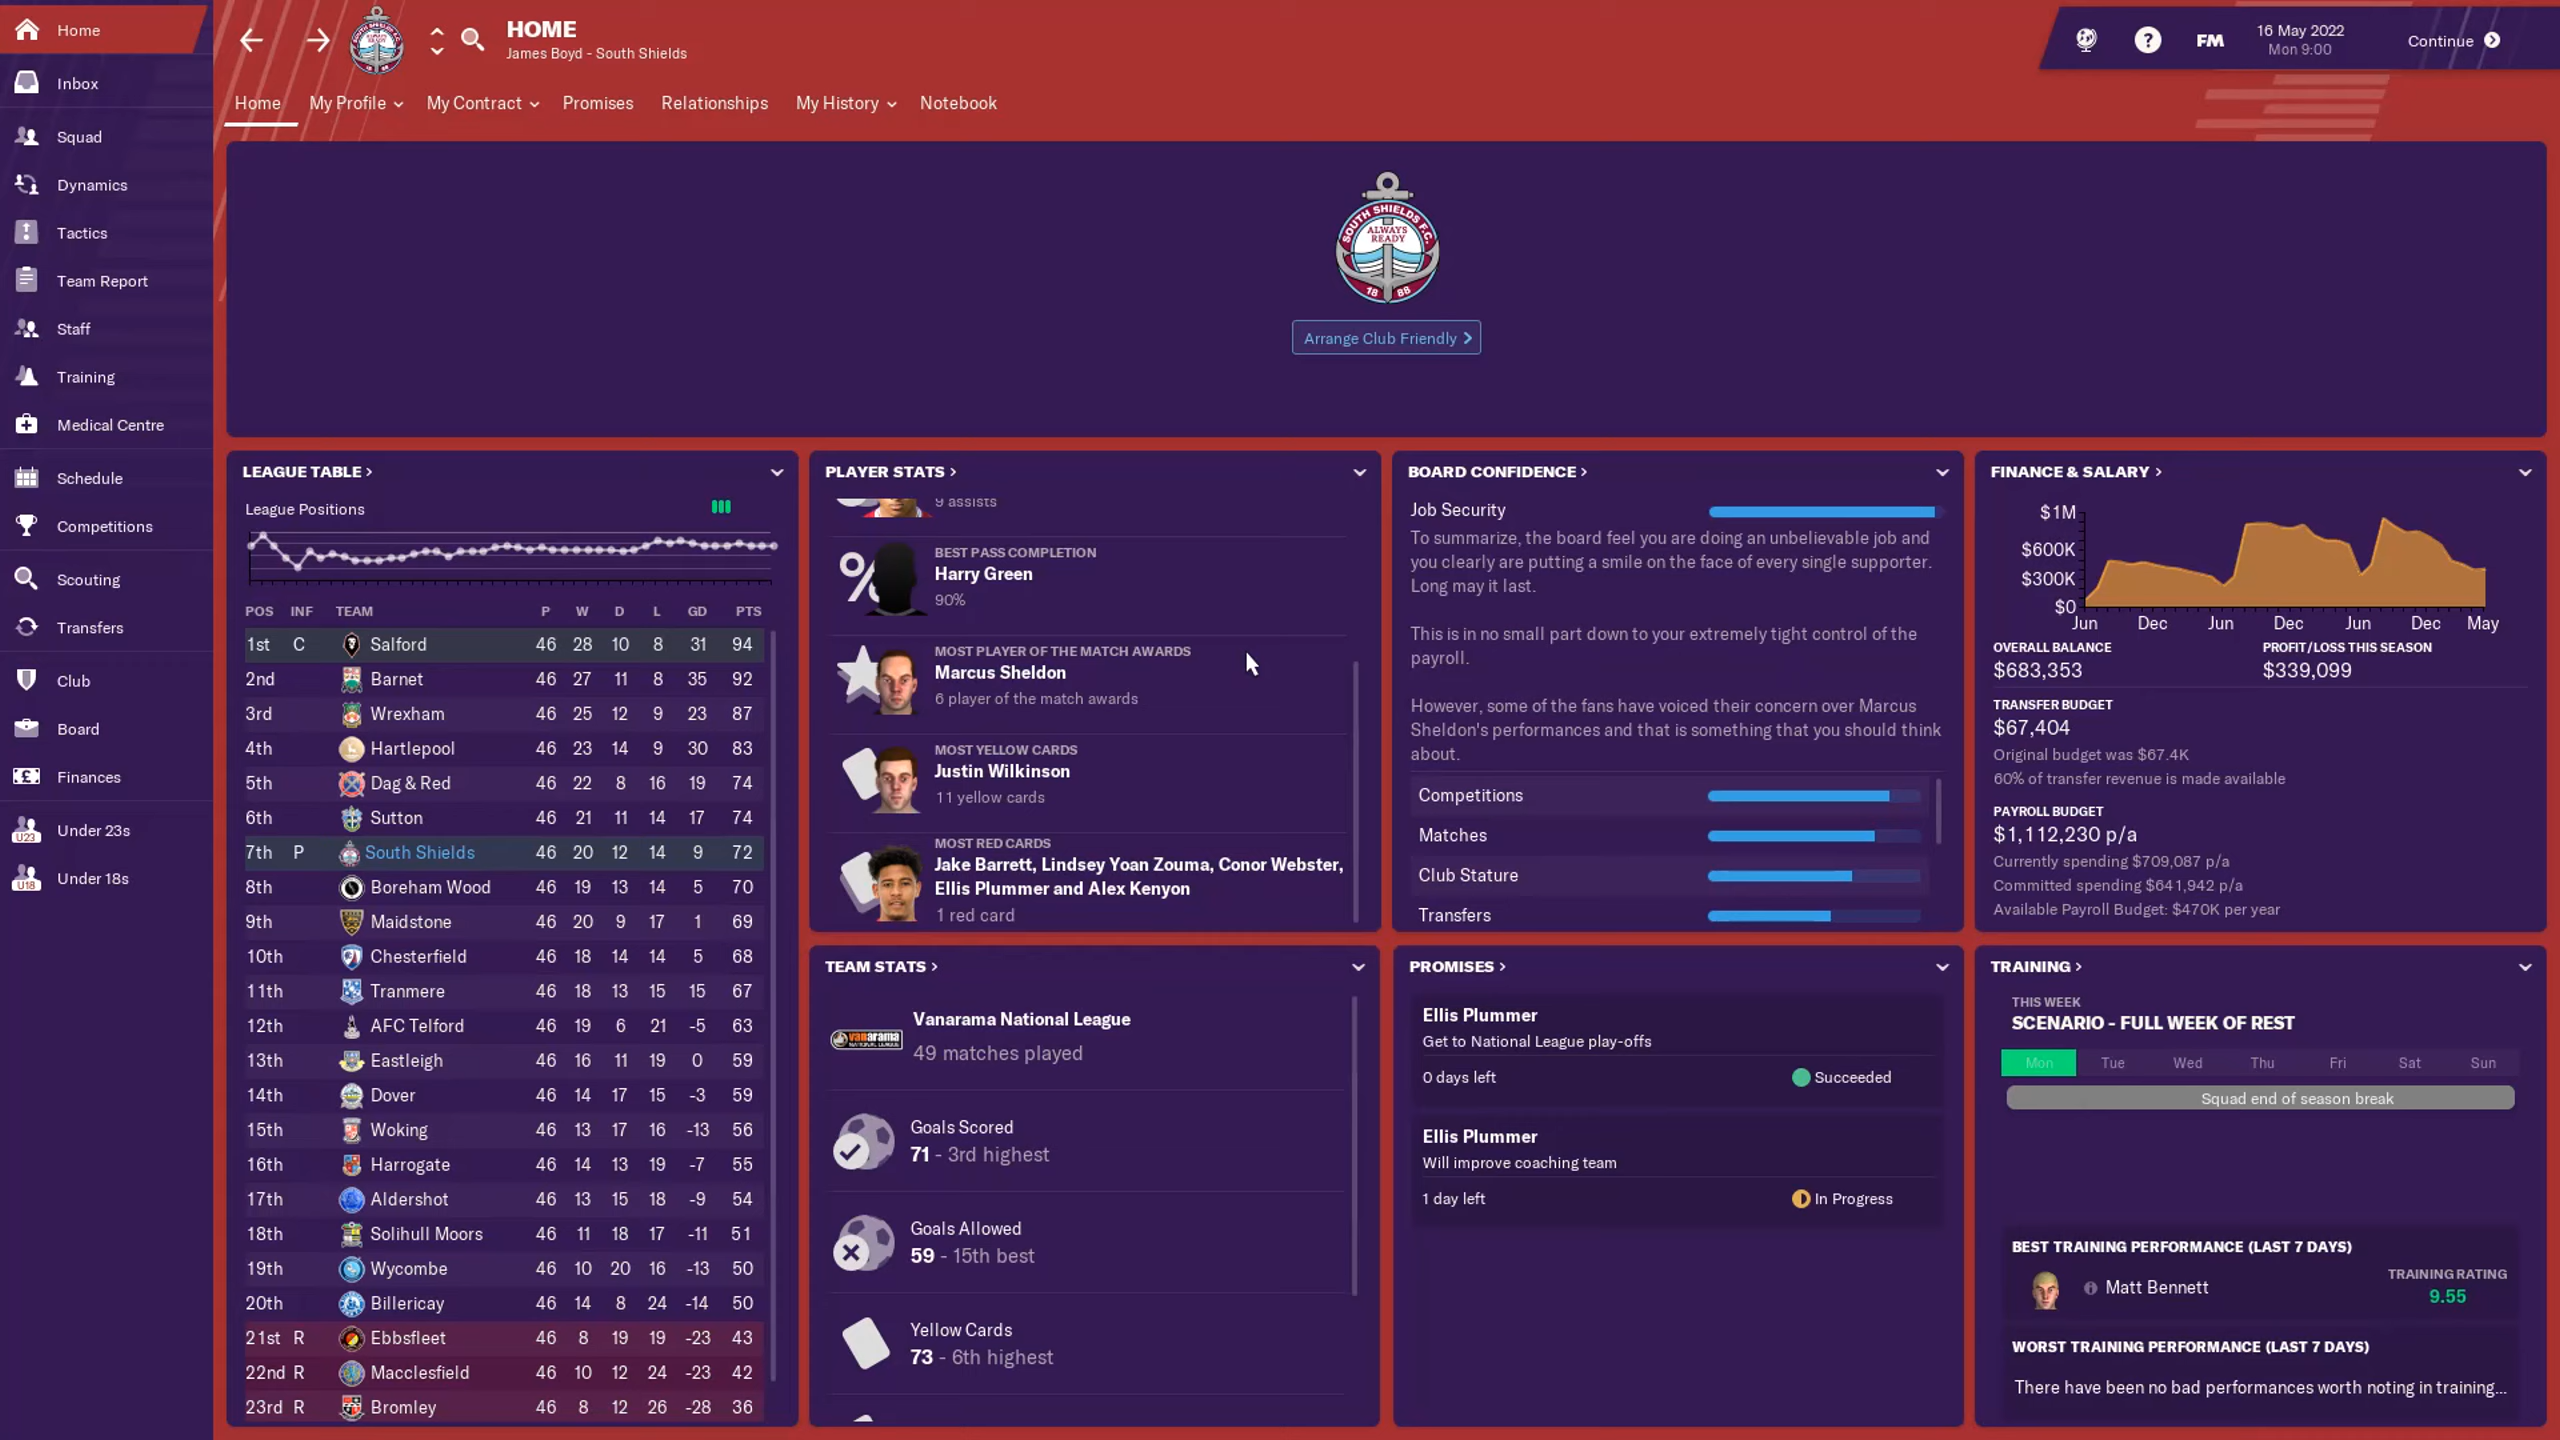 Home
Inbox
Squad
Dynamics
Tactics
Team Report
Staff
Training
Medical Centre
Schedule
Competitions
Scouting
Transfers
Club
Board
£ Finances
U23 Under 23s
U18 Under 18s
HOME
James Boyd - South Shields
? FM 16 May 2022 Continue
Mon 9:00
Home My Profile My Contract Promises Relationships My History Notebook
SOUTH SHIELDS F.C.
ALWAYS
READY
18 88
Arrange Club Friendly >
LEAGUE TABLE >
League Positions
POS INF TEAM P W D L GD PTS
1st C Salford 46 28 10 8 31 94
2nd Barnet 46 27 11 8 35 92
3rd Wrexham 46 25 12 9 23 87
4th Hartlepool 46 23 14 9 30 83
5th Dag & Red 46 22 8 16 19 74
6th Sutton 46 21 11 14 17 74
7th P South Shields 46 20 12 14 9 72
8th Boreham Wood 46 19 13 14 5 70
9th Maidstone 46 20 9 17 1 69
10th Chesterfield 46 18 14 14 5 68
11th Tranmere 46 18 13 15 15 67
12th AFC Telford 46 19 6 21 -5 63
13th Eastleigh 46 16 11 19 0 59
14th Dover 46 14 17 15 -3 59
15th Woking 46 13 17 16 -13 56
16th Harrogate 46 14 13 19 -7 55
17th Aldershot 46 13 15 18 -9 54
18th Solihull Moors 46 11 18 17 -11 51
19th Wycombe 46 10 20 16 -13 50
20th Billericay 46 14 8 24 -14 50
21st R Ebbsfleet 46 8 19 19 -23 43
22nd R Macclesfield 46 10 12 24 -23 42
23rd R Bromley 46 8 12 26 -28 36
PLAYER STATS >
9 assists
%
BEST PASS COMPLETION
Harry Green
90%
MOST PLAYER OF THE MATCH AWARDS
Marcus Sheldon
6 player of the match awards
MOST YELLOW CARDS
Justin Wilkinson
11 yellow cards
MOST RED CARDS
Jake Barrett, Lindsey Yoan Zouma, Conor Webster,
Ellis Plummer and Alex Kenyon
1 red card
TEAM STATS >
Vanarama National League
49 matches played
vanarama
NATIONAL LEAGUE
Goals Scored
71 - 3rd highest
Goals Allowed
59 - 15th best
Yellow Cards
73 - 6th highest
BOARD CONFIDENCE >
Job Security
To summarize, the board feel you are doing an unbelievable job and
you clearly are putting a smile on the face of every single supporter.
Long may it last.
This is in no small part down to your extremely tight control of the
payroll.
However, some of the fans have voiced their concern over Marcus
Sheldon's performances and that is something that you should think
about.
Competitions
Matches
Club Stature
Transfers
PROMISES >
Ellis Plummer
Get to National League play-offs
0 days left Succeeded
Ellis Plummer
Will improve coaching team
1 day left In Progress
FINANCE & SALARY >
$1M
$600K
$300K
$0
Jun Dec Jun Dec Jun Dec May
OVERALL BALANCE PROFIT/LOSS THIS SEASON
$683,353 $339,099
TRANSFER BUDGET
$67,404
Original budget was $67.4K
60% of transfer revenue is made available
PAYROLL BUDGET
$1,112,230 p/a
Currently spending $709,087 p/a
Committed spending $641,942 p/a
Available Payroll Budget: $470K per year
TRAINING >
THIS WEEK
SCENARIO - FULL WEEK OF REST
Mon Tue Wed Thu Fri Sat Sun
Squad end of season break
BEST TRAINING PERFORMANCE (LAST 7 DAYS)
Matt Bennett
TRAINING RATING
9.55
WORST TRAINING PERFORMANCE (LAST 7 DAYS)
There have been no bad performances worth noting in training...